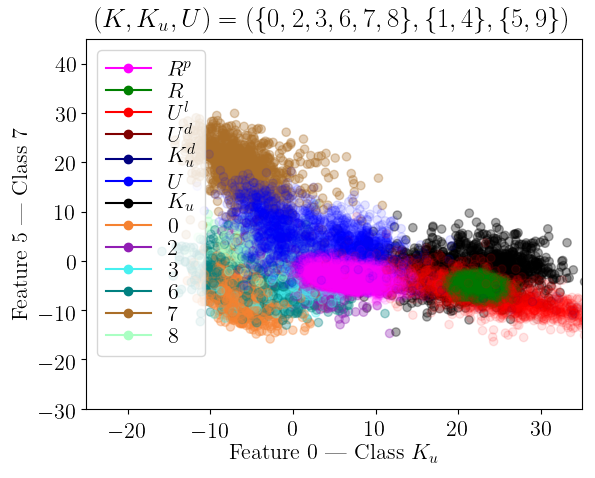 (K, K_u, U) = ({0, 2, 3, 6, 7, 8}, {1, 4}, {5, 9})
Feature 5 — Class 7
40
30
20
10
0
−10
−20
−30
R^p
R
U^l
U^d
K_u^d
U
K_u
0
2
3
6
7
8
−20
−10
0
10
20
30
Feature 0 — Class K_u